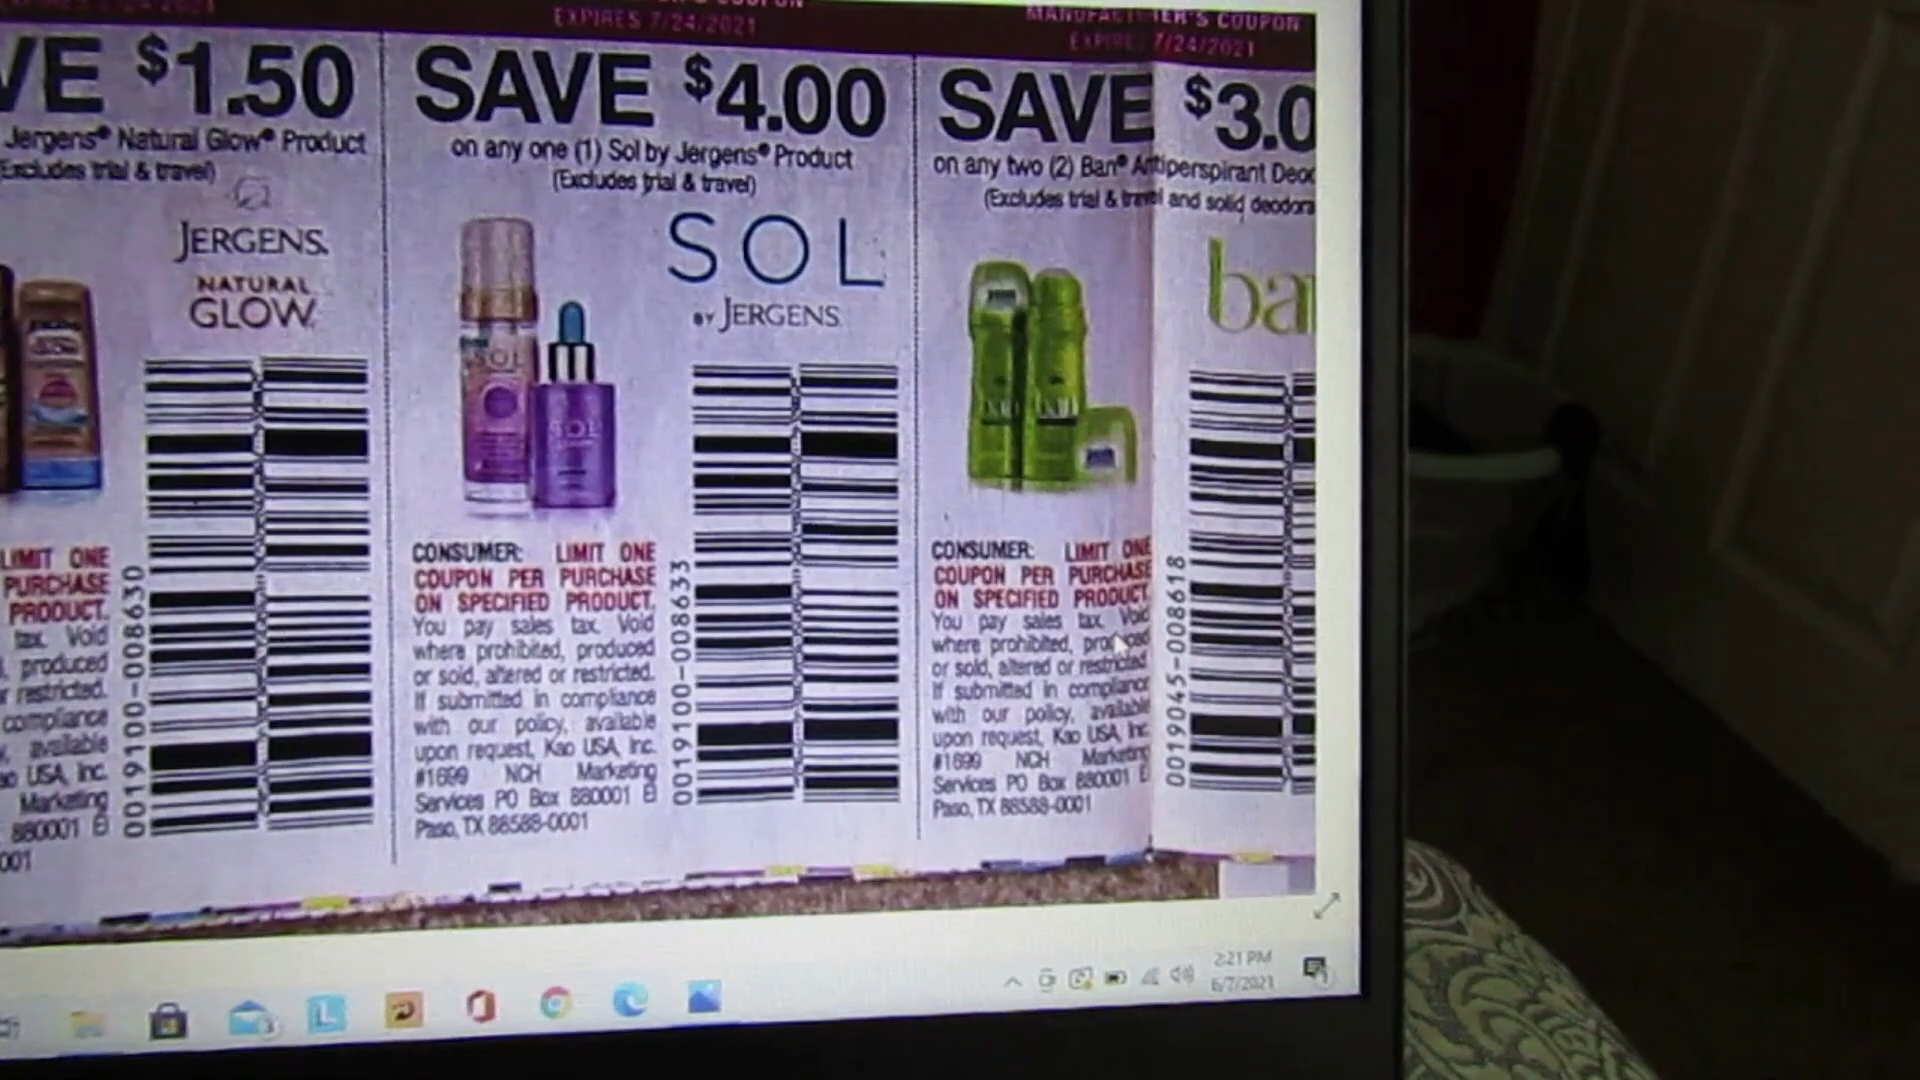 EXPIRES 7/24/2021
MANUFACTURER'S COUPON
EXPIRES 7/24/2021
VE $1.50
Jergens® Natural Glow® Product
(Excludes trial & travel)
JERGENS
NATURAL
GLOW
LIMIT ONE
PURCHASE
PRODUCT.
tax. Void
produced
restricted.
compliance
available
USA, Inc.
Marketing
880001 El
001
0019100-008630
SAVE $4.00
on any one (1) Sol by Jergens® Product
(Excludes trial & travel)
SOL
BY JERGENS
SOL
SOL
CONSUMER: LIMIT ONE
COUPON PER PURCHASE
ON SPECIFIED PRODUCT.
You pay sales tax. Void
where prohibited, produced
or sold, altered or restricted.
If submitted in compliance
with our policy, available
upon request, Kao USA, Inc.
#1699 NCH Marketing
Services PO Box 880001 El
Paso, TX 88588-0001
0019100-008633
SAVE $3.0
on any two (2) Ban® Antiperspirant Deod
(Excludes trial & travel and solid deodora
ba
CONSUMER: LIMIT ONE
COUPON PER PURCHASE
ON SPECIFIED PRODUCT.
You pay sales tax. Void
where prohibited, produced
or sold, altered or restricted.
If submitted in compliance
with our policy, available
upon request, Kao USA, Inc.
#1699 NCH Marketing
Services PO Box 880001 El
Paso, TX 88588-0001
0019045-008618
2:21 PM
6/7/2021